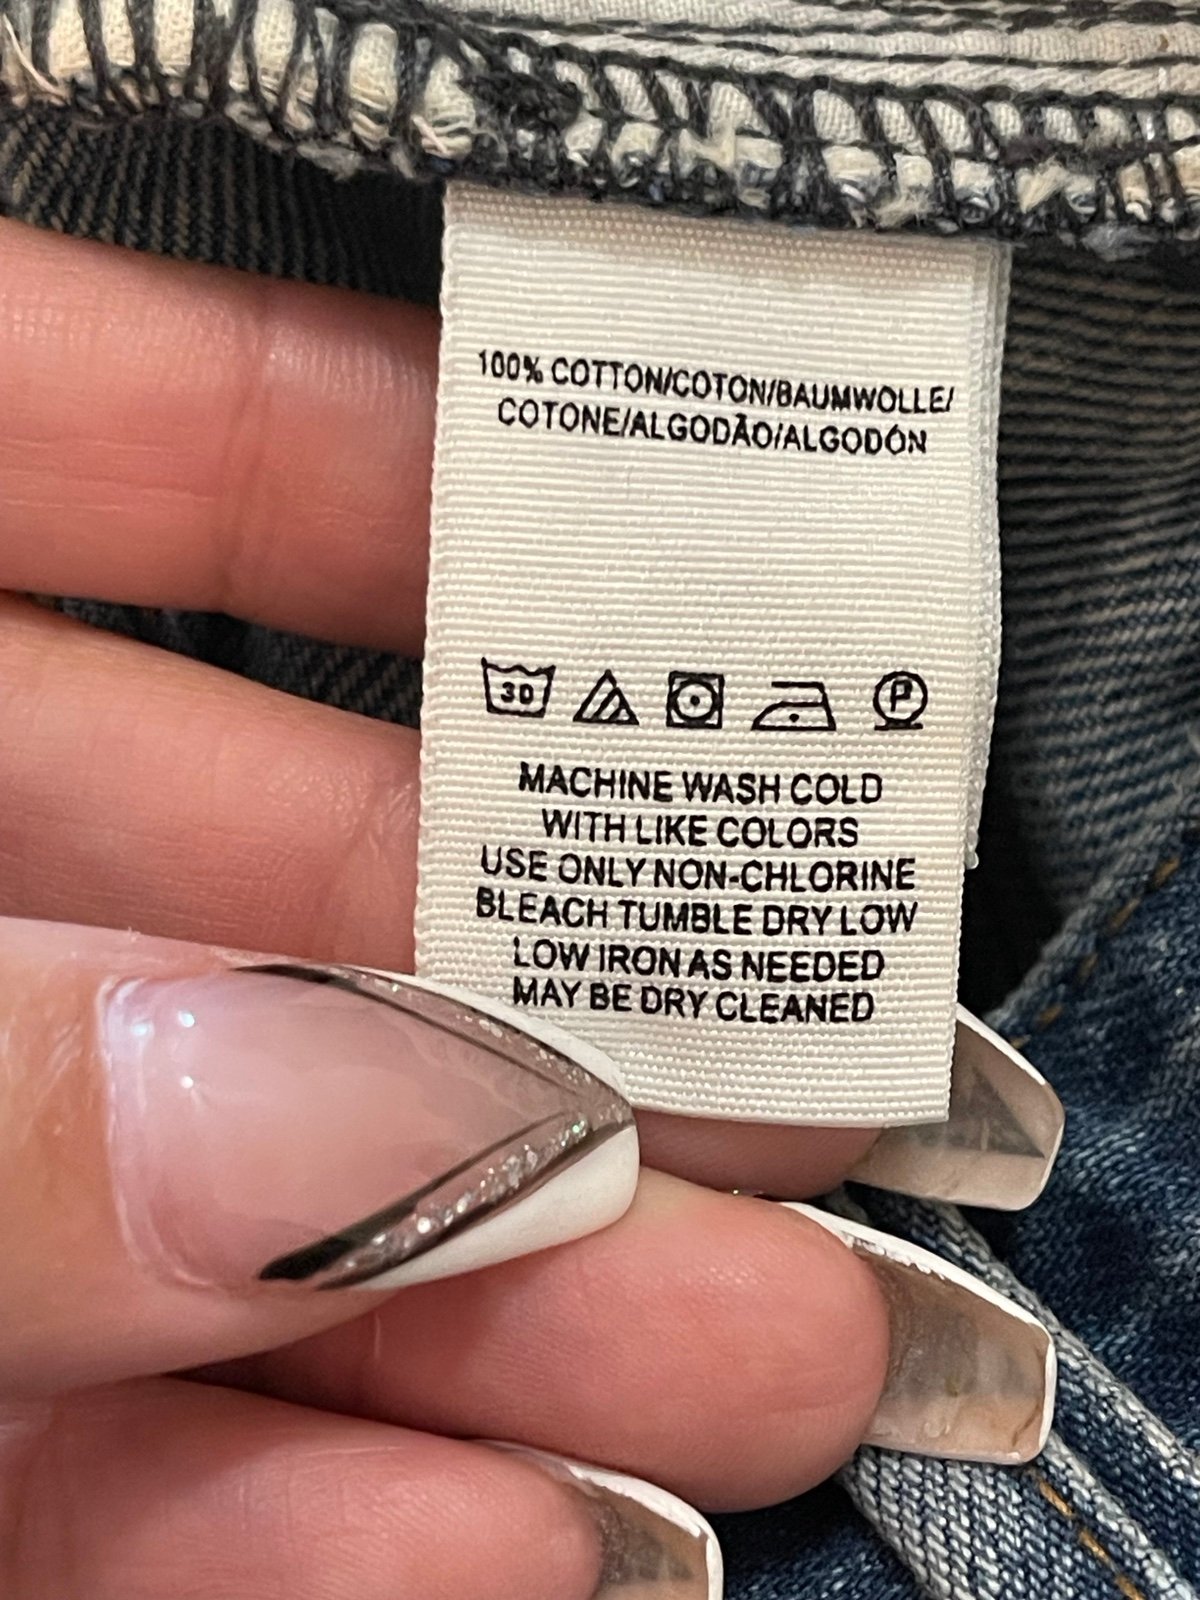 100% COTTON/COTON/BAUMWOLLE/
COTONE/ALGODÃO/ALGODÓN
30 P
MACHINE WASH COLD
WITH LIKE COLORS
USE ONLY NON-CHLORINE
BLEACH TUMBLE DRY LOW
LOW IRON AS NEEDED
MAY BE DRY CLEANED